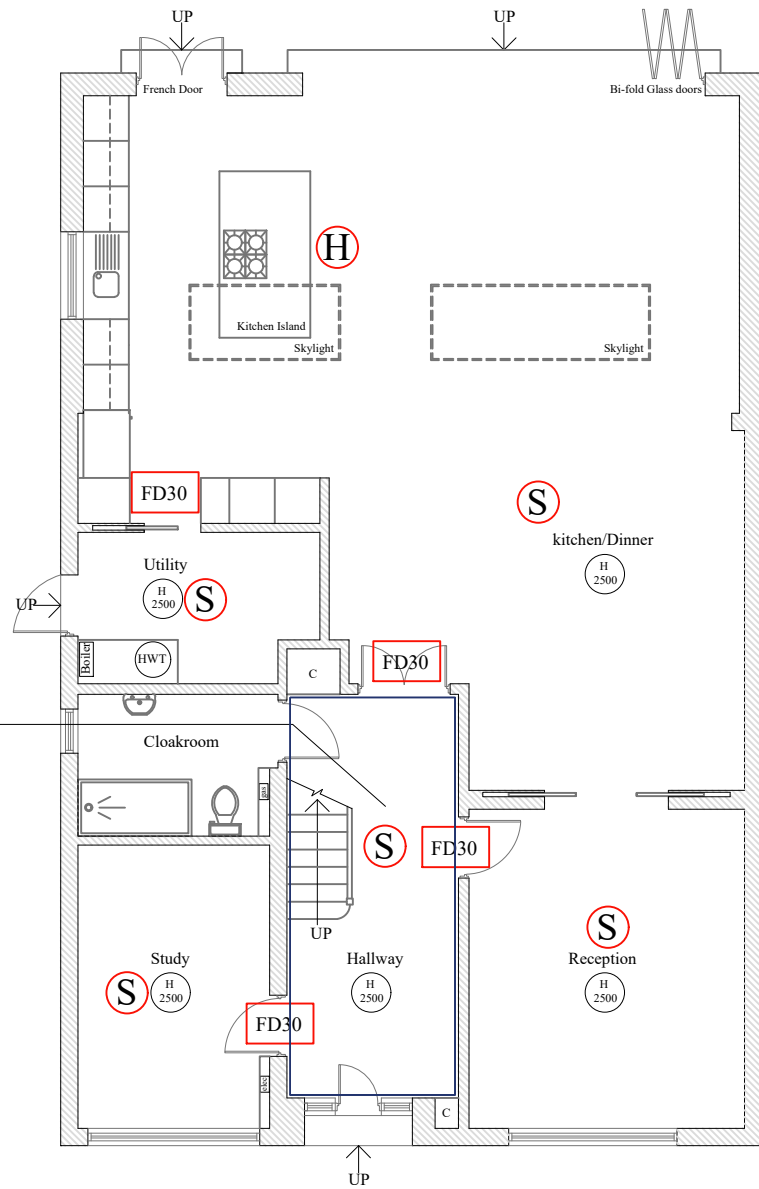 UP
UP
French Door
Bi-fold Glass doors
H
Kitchen Island
Skylight
Skylight
FD30
S
kitchen/Dinner
H
2500
Utility
H
2500
S
UP
Boiler
HWT
C
FD30
Cloakroom
gas
S
FD30
UP
S
Study
S
H
2500
Hallway
H
2500
Reception
H
2500
FD30
elec
C
UP